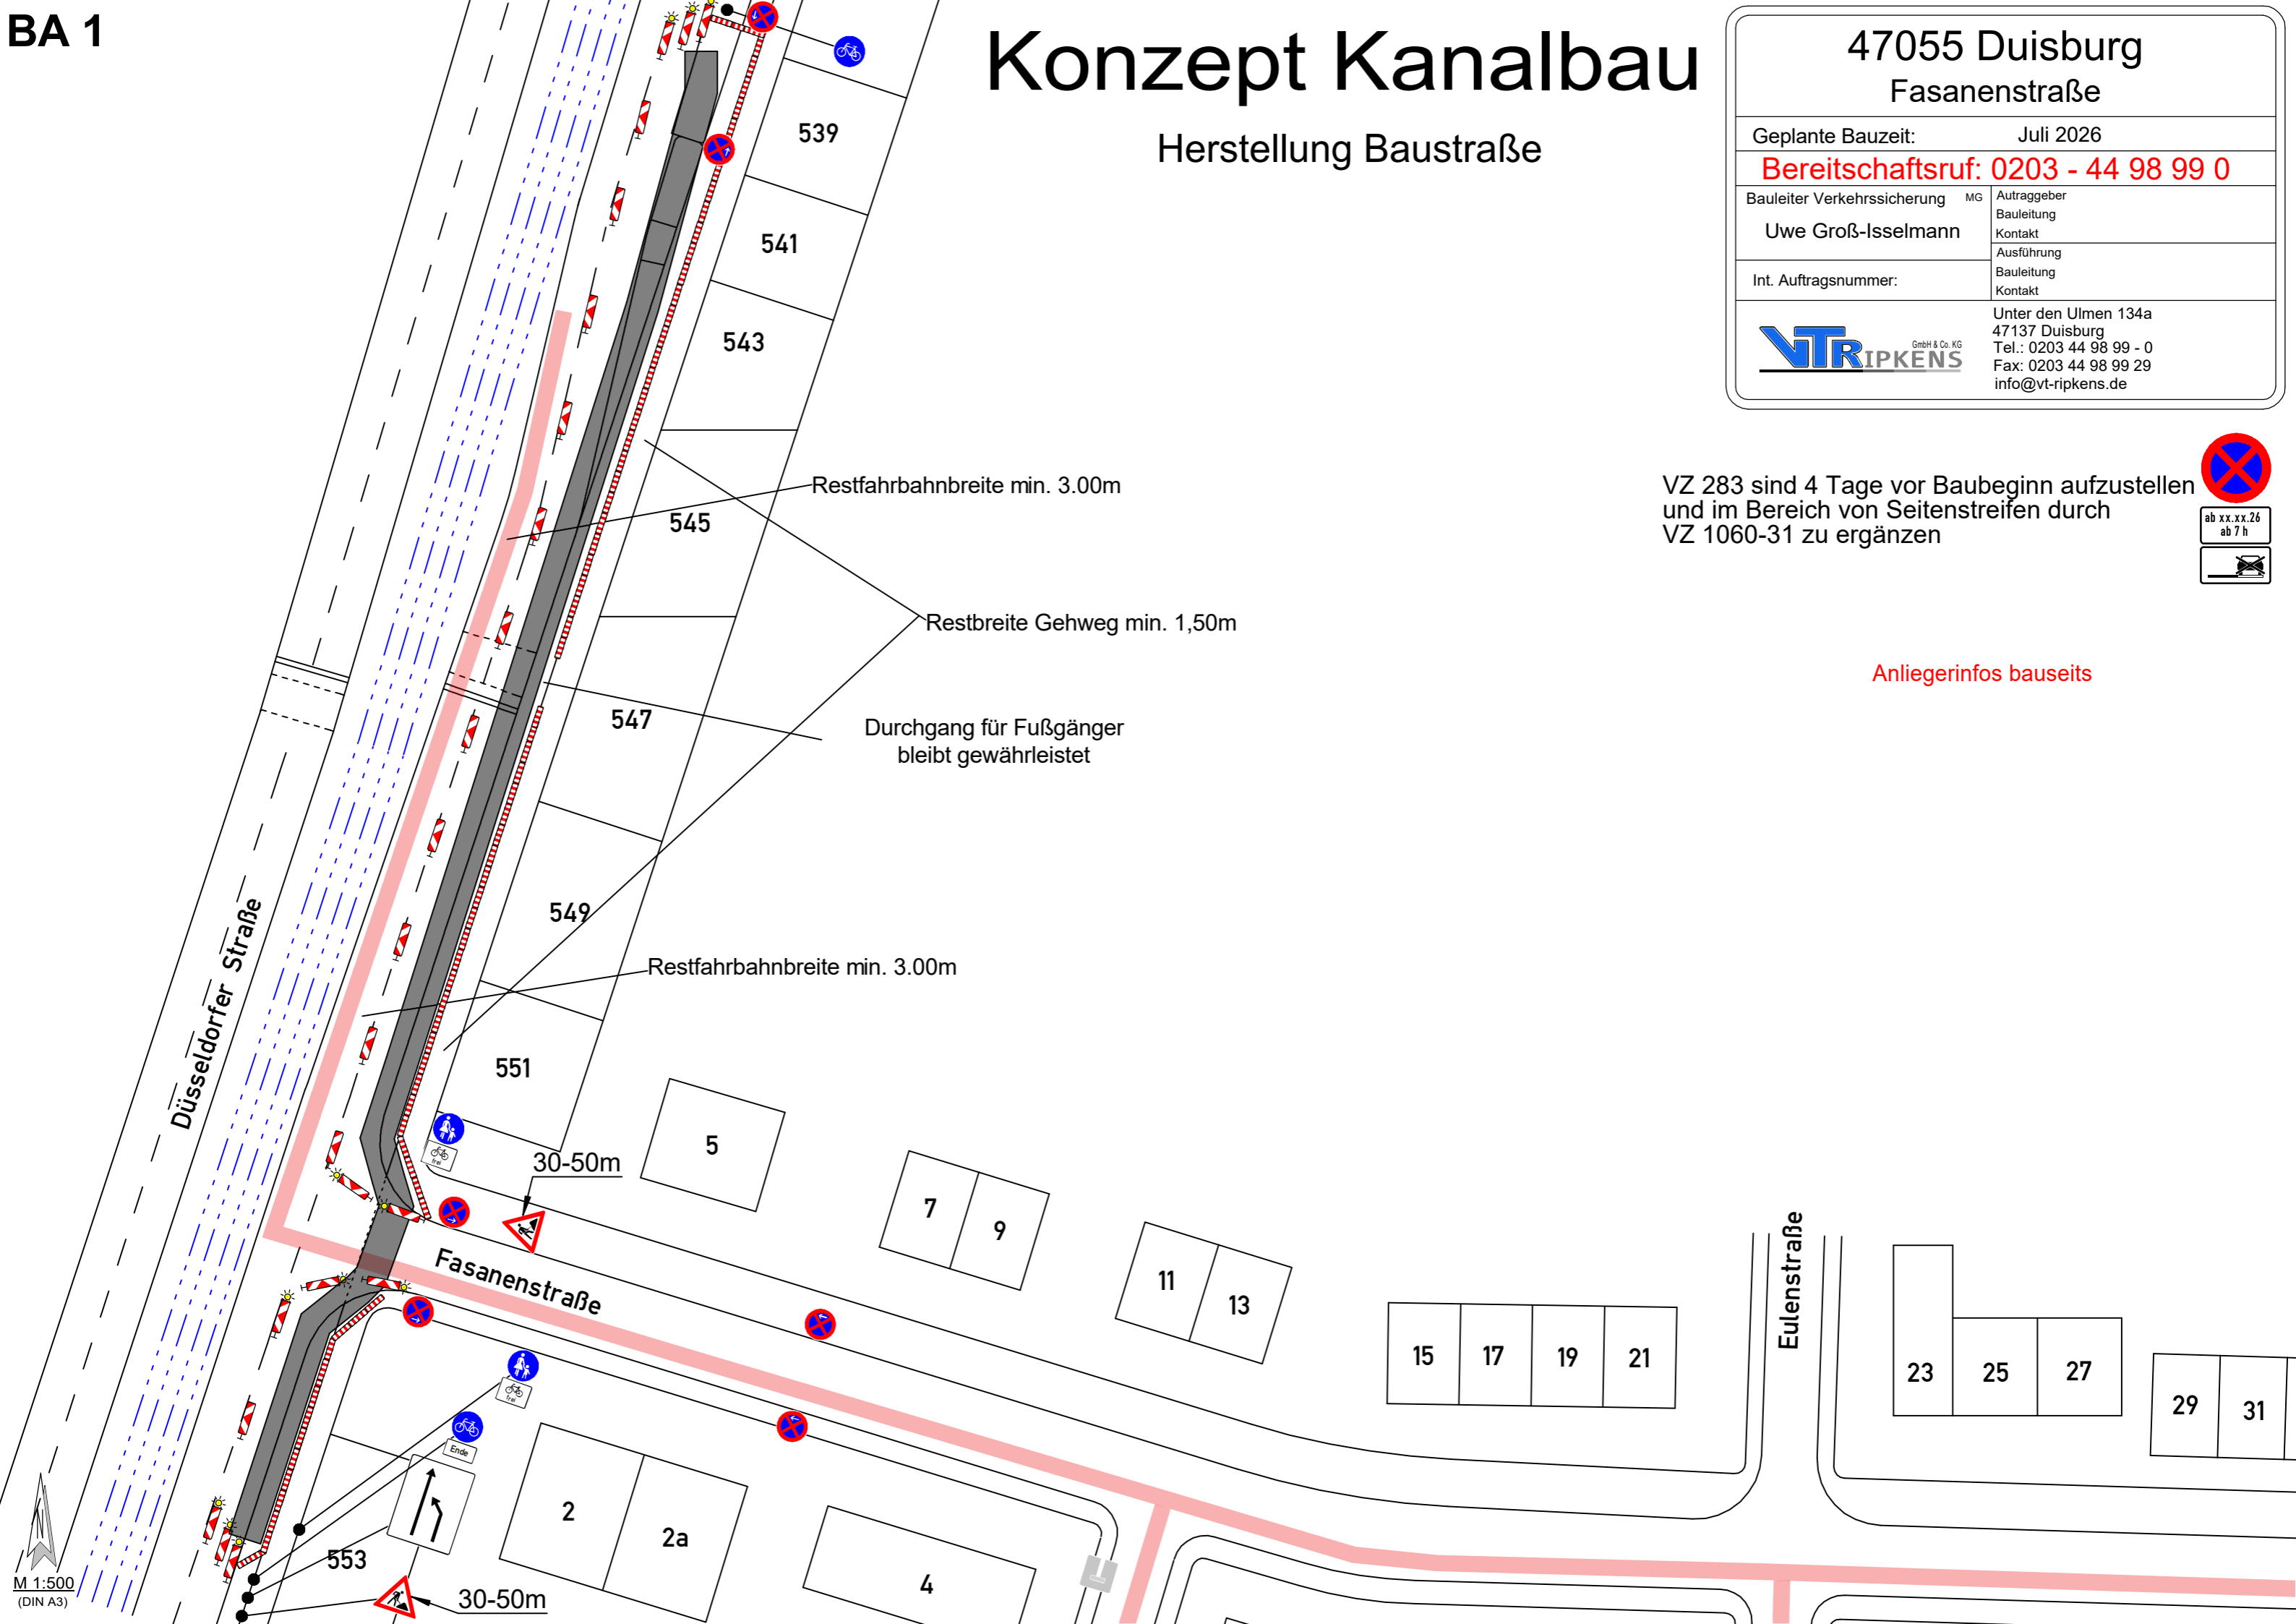 BA 1
Konzept Kanalbau
Herstellung Baustraße
47055 Duisburg
Fasanenstraße
Geplante Bauzeit: Juli 2026
Bereitschaftsruf: 0203 - 44 98 99 0
Bauleiter Verkehrssicherung MG
Uwe Groß-Isselmann
Int. Auftragsnummer:
Autraggeber
Bauleitung
Kontakt
Ausführung
Bauleitung
Kontakt
VTRIPKENS
GmbH & Co. KG
Unter den Ulmen 134a
47137 Duisburg
Tel.: 0203 44 98 99 - 0
Fax: 0203 44 98 99 29
info@vt-ripkens.de
VZ 283 sind 4 Tage vor Baubeginn aufzustellen
und im Bereich von Seitenstreifen durch
VZ 1060-31 zu ergänzen
ab xx.xx.26
ab 7 h
Anliegerinfos bauseits
539
541
543
Restfahrbahnbreite min. 3.00m
545
Restbreite Gehweg min. 1,50m
547
Durchgang für Fußgänger
bleibt gewährleistet
549
Düsseldorfer Straße
Restfahrbahnbreite min. 3.00m
551
frei
30-50m
5
7
9
11
13
15
17
19
21
Eulenstraße
23
25
27
29
31
Fasanenstraße
frei
Ende
2
2a
4
553
30-50m
N
M 1:500
(DIN A3)